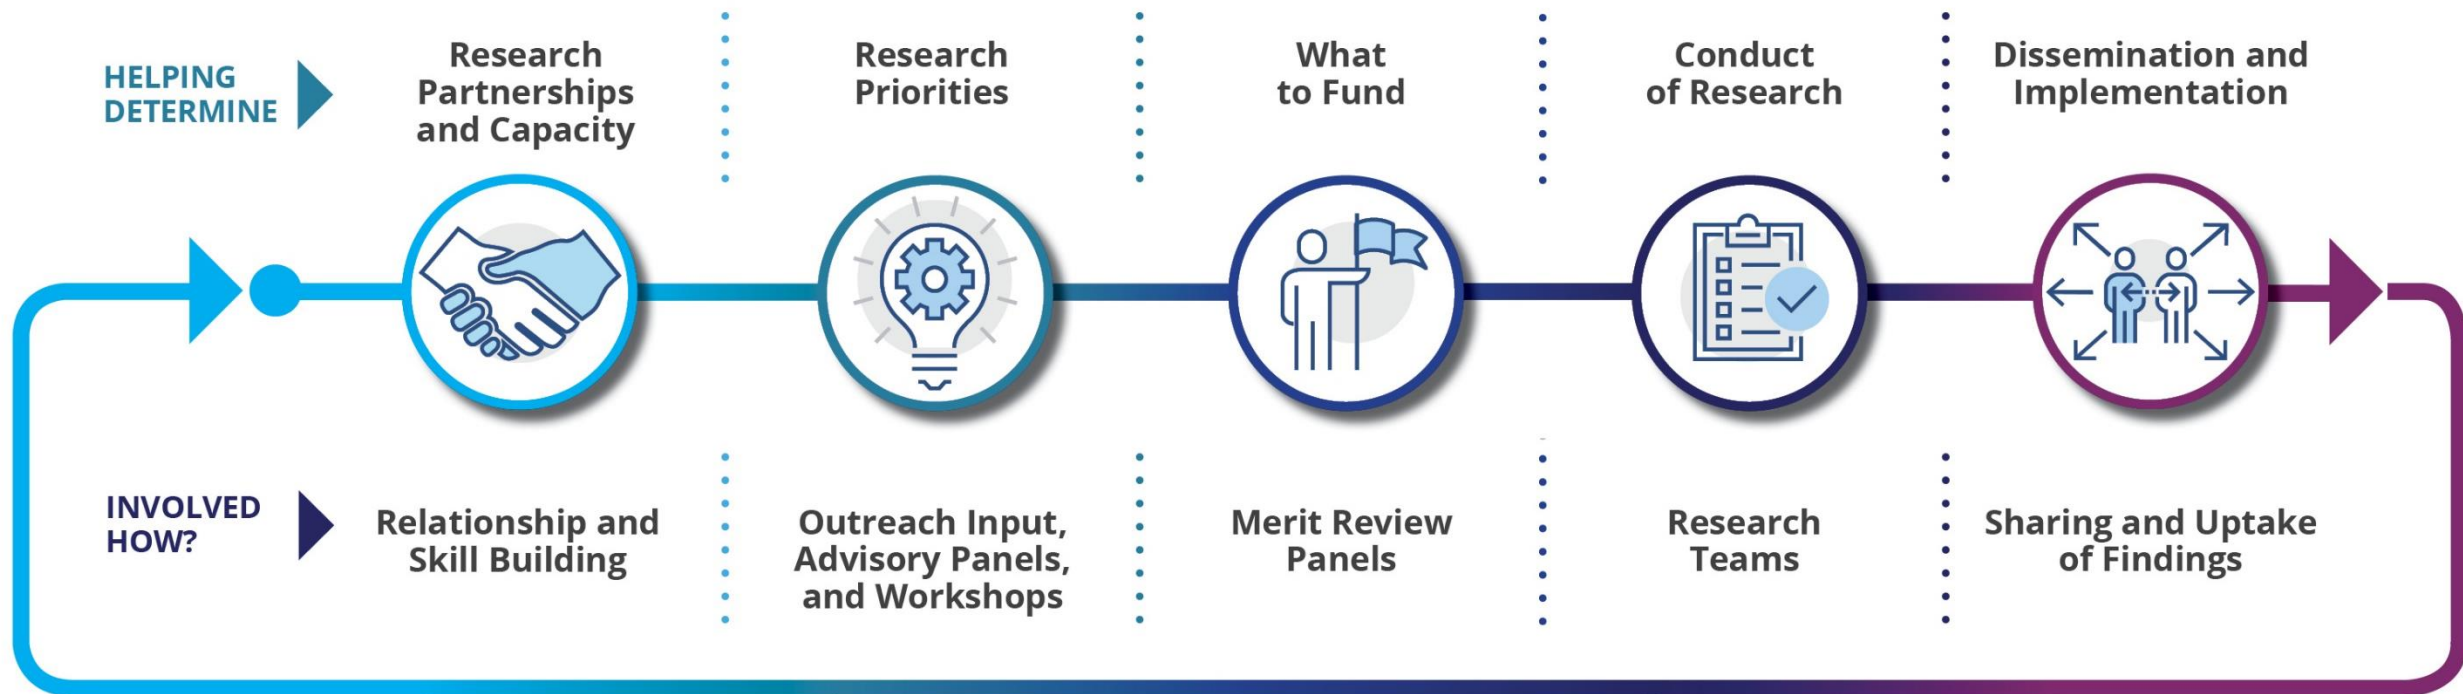 HELPING
DETERMINE
Research
Partnerships
and Capacity
Research
Priorities
What
to Fund
Conduct
of Research
Dissemination and
Implementation
INVOLVED
HOW?
Relationship and
Skill Building
Outreach Input,
Advisory Panels,
and Workshops
Merit Review
Panels
Research
Teams
Sharing and Uptake
of Findings